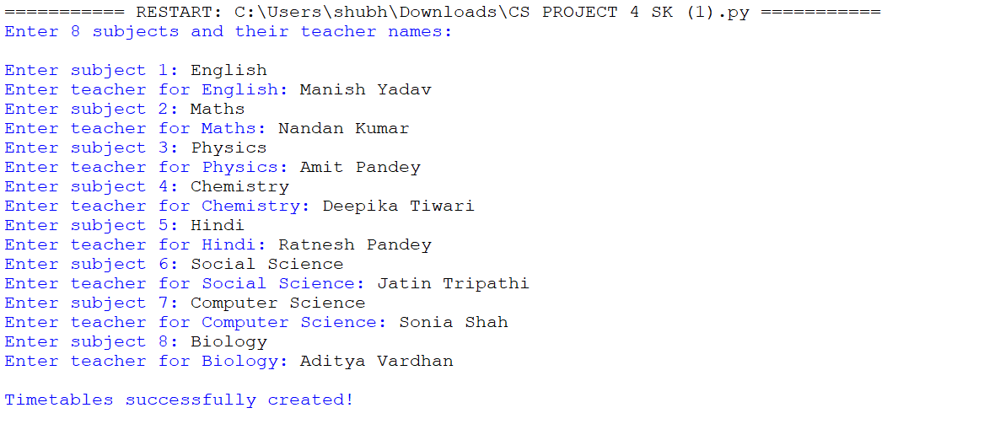 =========== RESTART: C:\Users\shubh\Downloads\CS PROJECT 4 SK (1).py ===========
Enter 8 subjects and their teacher names:
Enter subject 1: English
Enter teacher for English: Manish Yadav
Enter subject 2: Maths
Enter teacher for Maths: Nandan Kumar
Enter subject 3: Physics
Enter teacher for Physics: Amit Pandey
Enter subject 4: Chemistry
Enter teacher for Chemistry: Deepika Tiwari
Enter subject 5: Hindi
Enter teacher for Hindi: Ratnesh Pandey
Enter subject 6: Social Science
Enter teacher for Social Science: Jatin Tripathi
Enter subject 7: Computer Science
Enter teacher for Computer Science: Sonia Shah
Enter subject 8: Biology
Enter teacher for Biology: Aditya Vardhan
Timetables successfully created!